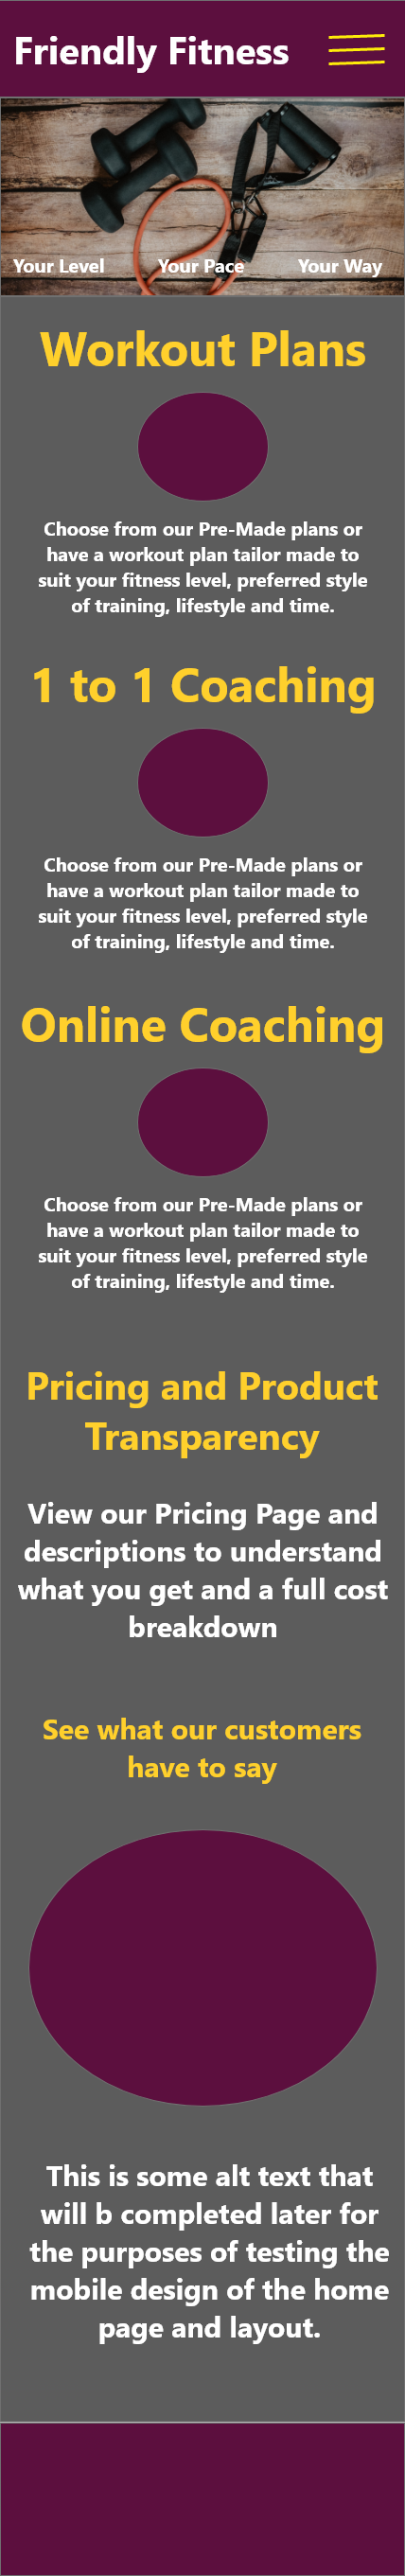 Friendly Fitness
Your Level Your Pace Your Way
Workout Plans
Choose from our Pre-Made plans or
have a workout plan tailor made to
suit your fitness level, preferred style
of training, lifestyle and time.
1 to 1 Coaching
Choose from our Pre-Made plans or
have a workout plan tailor made to
suit your fitness level, preferred style
of training, lifestyle and time.
Online Coaching
Choose from our Pre-Made plans or
have a workout plan tailor made to
suit your fitness level, preferred style
of training, lifestyle and time.
Pricing and Product
Transparency
View our Pricing Page and
descriptions to understand
what you get and a full cost
breakdown
See what our customers
have to say
This is some alt text that
will b completed later for
the purposes of testing the
mobile design of the home
page and layout.